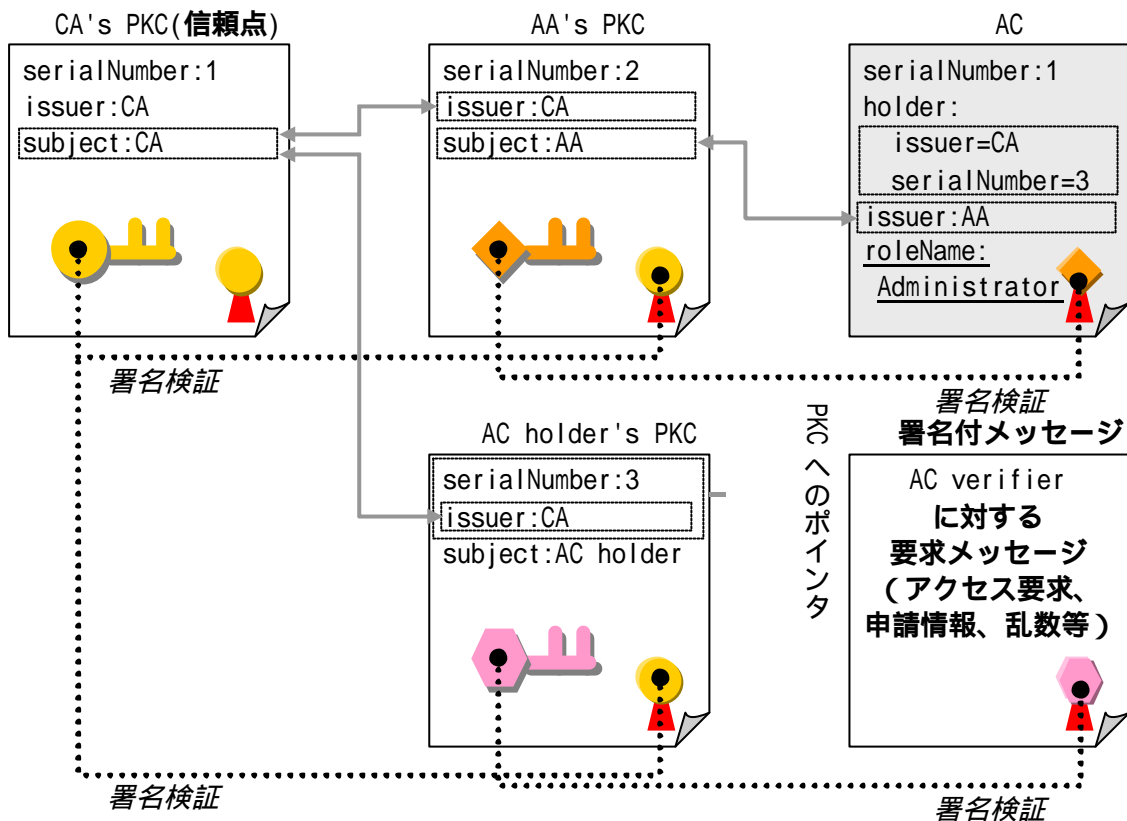 CA's PKC(信頼点)
serialNumber:1
issuer:CA
subject:CA
署名検証
AA's PKC
serialNumber:2
issuer:CA
subject:AA
AC
serialNumber:1
holder:
issuer=CA
serialNumber=3
issuer:AA
roleName:
Administrator
署名検証
AC holder's PKC
serialNumber:3
issuer:CA
subject:AC holder
PKC へのポインタ
署名付メッセージ
AC verifier
に対する
要求メッセージ
(アクセス要求、
申請情報、乱数等)
署名検証
署名検証